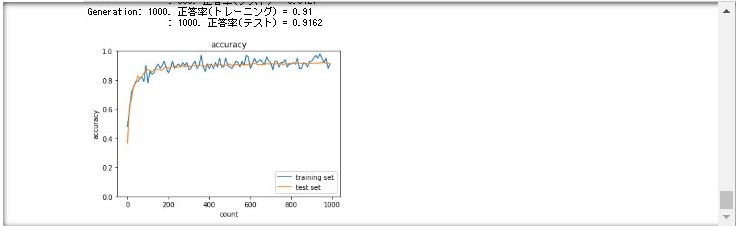 Generation: 1000. 正答率(トレーニング) = 0.91
: 1000. 正答率(テスト) = 0.9162
accuracy
1.0
0.8
0.6
0.4
0.2
0.0
accuracy
0 200 400 600 800 1000
count
training set
test set